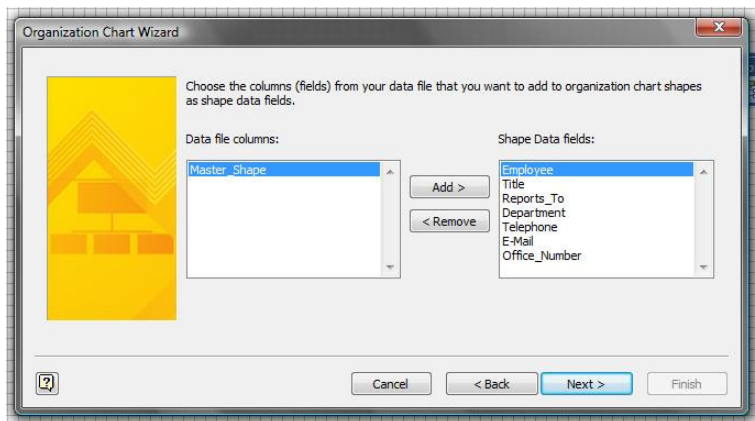 Organization Chart Wizard
Choose the columns (fields) from your data file that you want to add to organization chart shapes
as shape data fields.
Data file columns:
Shape Data fields:
Master_Shape
Add >
< Remove
Employee
Title
Reports_To
Department
Telephone
E-Mail
Office_Number
Cancel
< Back
Next >
Finish